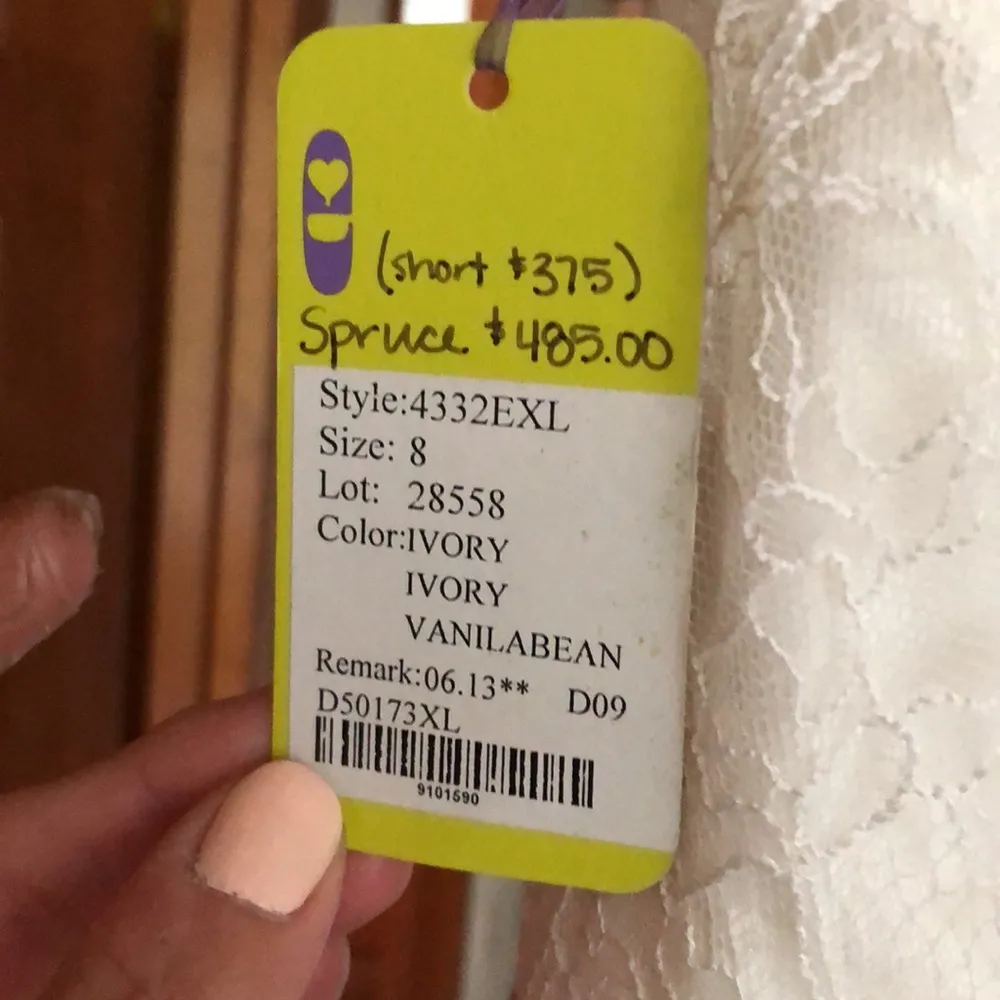 (short $375)
Spruce $485.00
Style:4332EXL
Size: 8
Lot: 28558
Color:IVORY
IVORY
VANILABEAN
Remark:06.13** D09
D50173XL
9101590